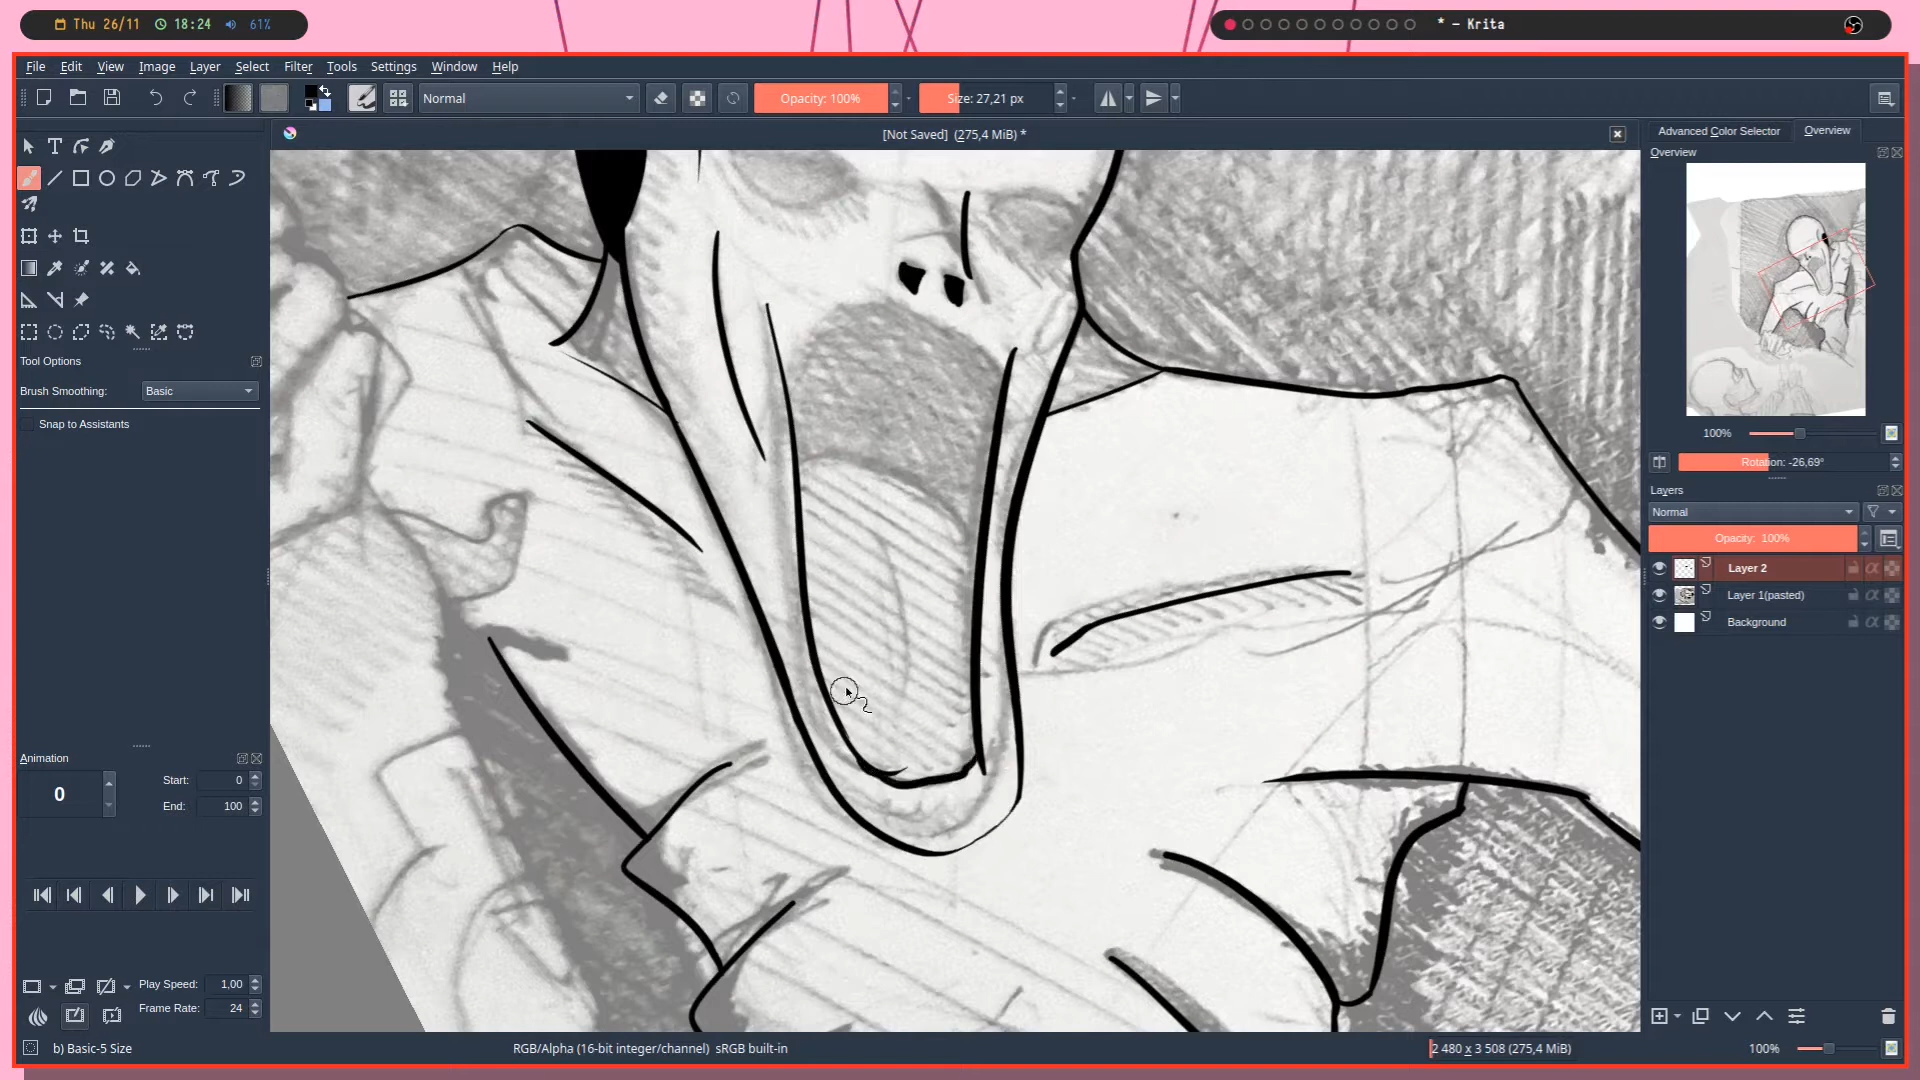 Thu 26/11 18:24 61%
* – Krita
File Edit View Image Layer Select Filter Tools Settings Window Help
Normal
Opacity: 100%
Size: 27,21 px
[Not Saved] (275,4 MiB) *
Advanced Color Selector
Overview
Overview
Tool Options
Brush Smoothing: Basic
Snap to Assistants
100%
Rotation: -26,69°
Layers
Normal
Opacity: 100%
Layer 2
Layer 1(pasted)
Background
Animation
0
Start: 0
End: 100
Play Speed: 1,00
Frame Rate: 24
b) Basic-5 Size
RGB/Alpha (16-bit integer/channel) sRGB built-in
2 480 x 3 508 (275,4 MiB)
100%